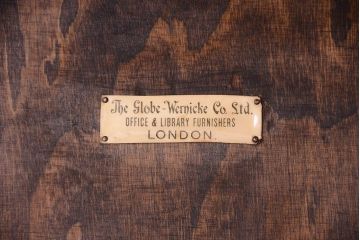 The Globe-Wernicke Co. Ltd.
OFFICE & LIBRARY FURNISHERS
LONDON.